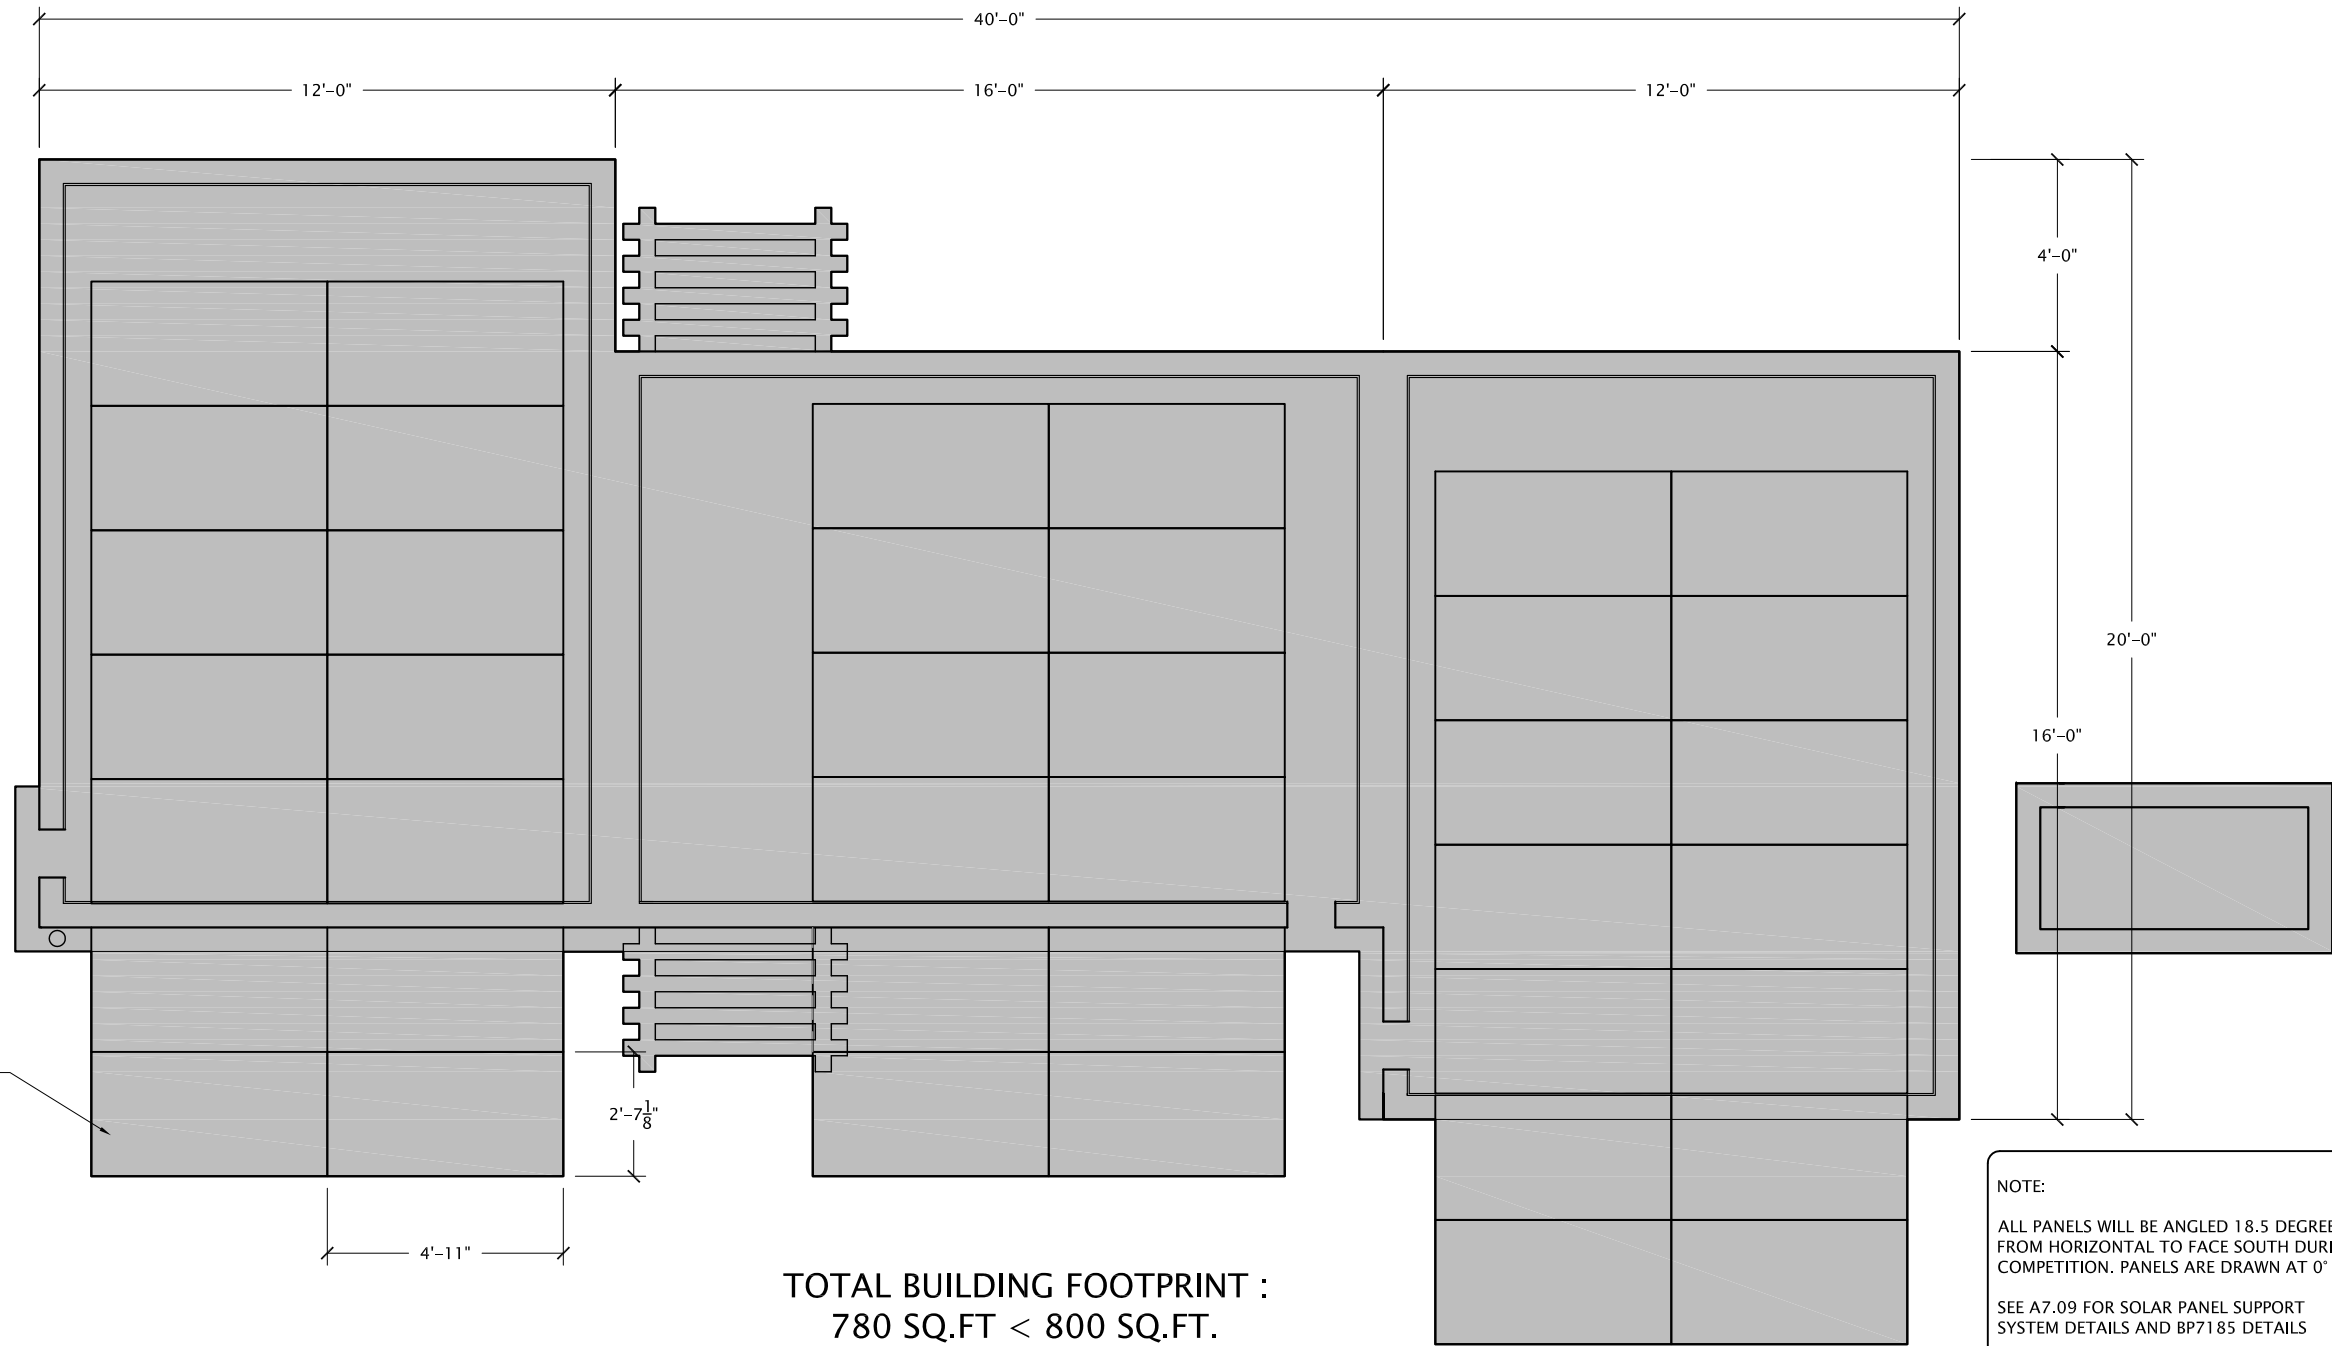 40'–0"
12'–0"
16'–0"
12'–0"
4'–0"
20'–0"
16'–0"
2'–7⅛"
4'–11"
TOTAL BUILDING FOOTPRINT :
780 SQ.FT < 800 SQ.FT.
NOTE:
ALL PANELS WILL BE ANGLED 18.5 DEGREE
FROM HORIZONTAL TO FACE SOUTH DURI
COMPETITION. PANELS ARE DRAWN AT 0°
SEE A7.09 FOR SOLAR PANEL SUPPORT
SYSTEM DETAILS AND BP7185 DETAILS